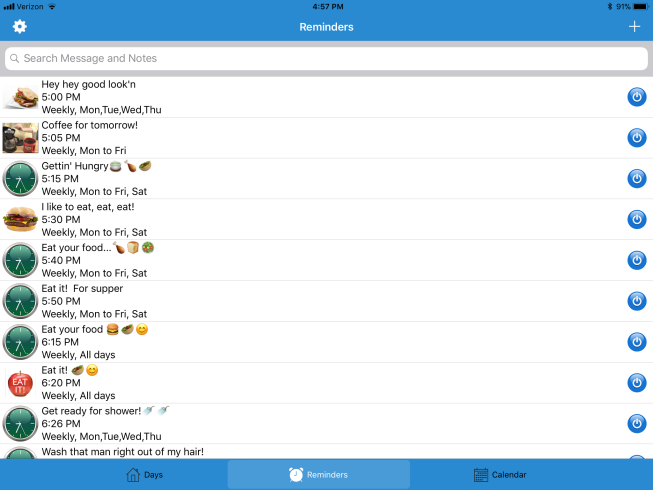 Verizon 4:57 PM 91%
Reminders
Search Message and Notes
Hey hey good look'n
5:00 PM
Weekly, Mon,Tue,Wed,Thu
Coffee for tomorrow!
5:05 PM
Weekly, Mon to Fri
Gettin' Hungry🍚🍗🌮
5:15 PM
Weekly, Mon to Fri, Sat
I like to eat, eat, eat!
5:30 PM
Weekly, Mon to Fri, Sat
Eat your food...🍗🍞🥗
5:40 PM
Weekly, Mon to Fri, Sat
Eat it!  For supper
5:50 PM
Weekly, Mon to Fri, Sat
Eat your food 🍔🌮😊
6:15 PM
Weekly, All days
EAT
IT!
Eat it! 🌮😊
6:20 PM
Weekly, All days
Get ready for shower!🚿🚿
6:26 PM
Weekly, Mon,Tue,Wed,Thu
Wash that man right out of my hair!
Days Reminders Calendar